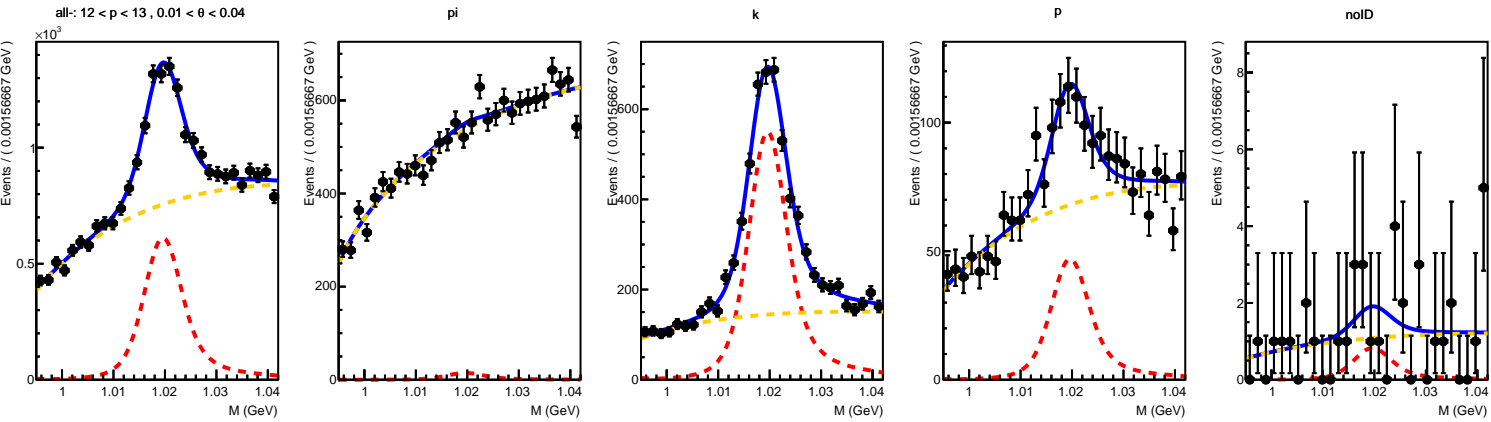 all-: 12 < p < 13 , 0.01 < θ < 0.04
×10³
Events / ( 0.00156667 GeV )
1
0.5
0
1 1.01 1.02 1.03 1.04
M (GeV)
pi
Events / ( 0.00156667 GeV )
600
400
200
0
1 1.01 1.02 1.03 1.04
M (GeV)
k
Events / ( 0.00156667 GeV )
600
400
200
0
1 1.01 1.02 1.03 1.04
M (GeV)
p
Events / ( 0.00156667 GeV )
100
50
0
1 1.01 1.02 1.03 1.04
M (GeV)
noID
Events / ( 0.00156667 GeV )
8
6
4
2
0
1 1.01 1.02 1.03 1.04
M (GeV)